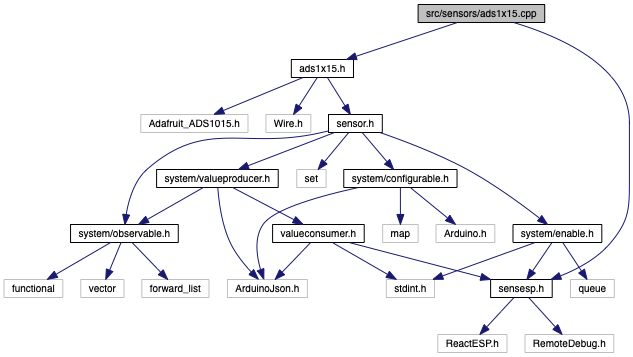 src/sensors/ads1x15.cpp
ads1x15.h
Adafruit_ADS1015.h
Wire.h
sensor.h
system/valueproducer.h
set
system/configurable.h
system/observable.h
valueconsumer.h
map
Arduino.h
system/enable.h
functional
vector
forward_list
ArduinoJson.h
stdint.h
sensesp.h
queue
ReactESP.h
RemoteDebug.h